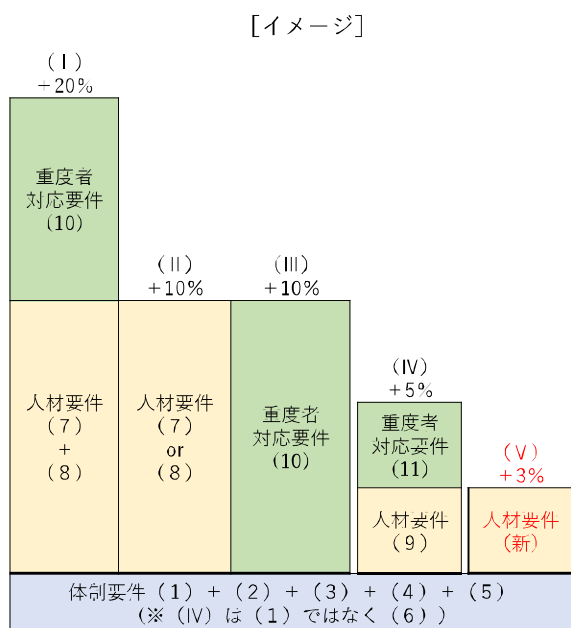 [イメージ]
(Ⅰ)
+20%
重度者
対応要件
(10)
(Ⅱ)
+10%
(Ⅲ)
+10%
人材要件
(7)
+
(8)
人材要件
(7)
or
(8)
重度者
対応要件
(10)
(Ⅳ)
+5%
重度者
対応要件
(11)
人材要件
(9)
(Ⅴ)
+3%
人材要件
(新)
体制要件(1)+(2)+(3)+(4)+(5)
(※(Ⅳ)は(1)ではなく(6))